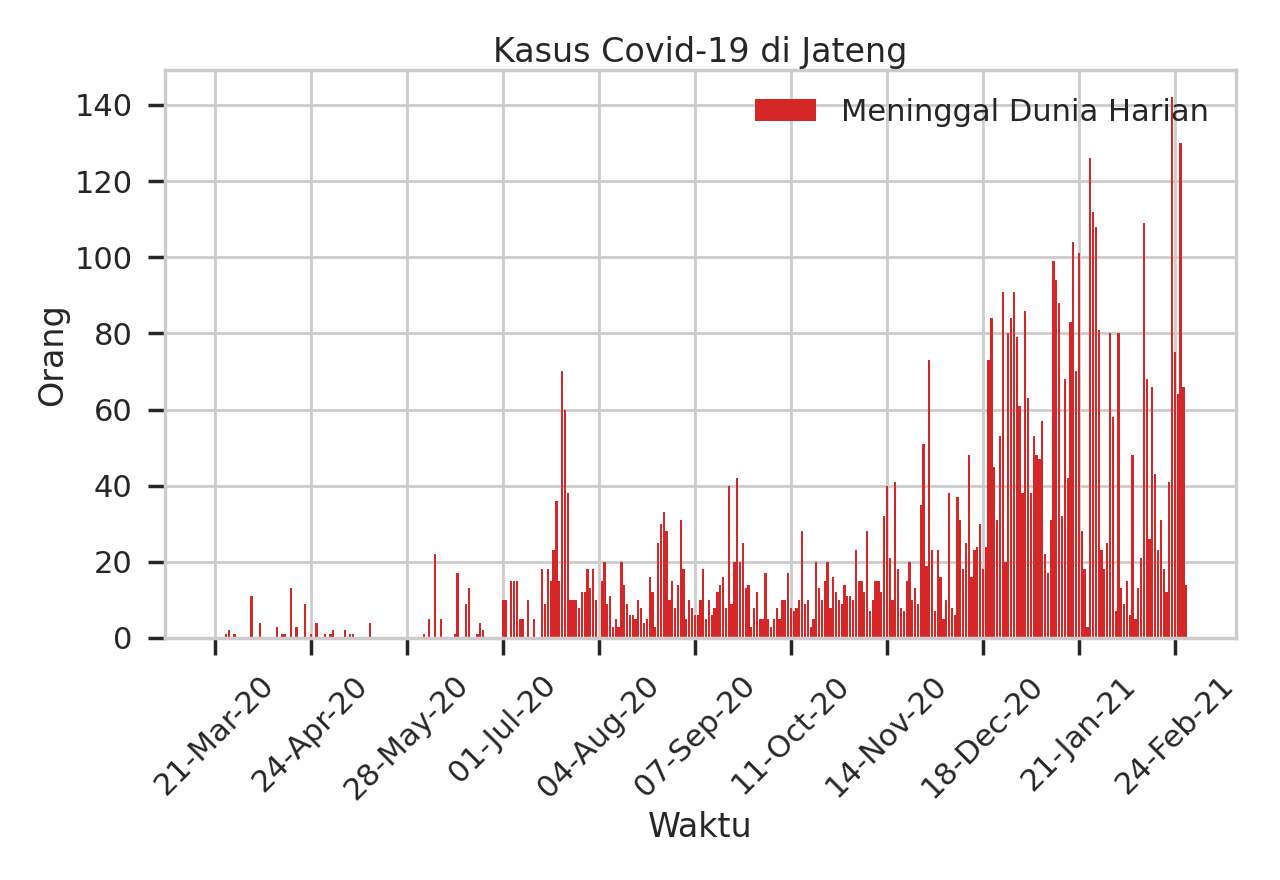 Kasus Covid-19 di Jateng
Meninggal Dunia Harian
140
120
100
80
60
40
20
0
Orang
21-Mar-20
24-Apr-20
28-May-20
01-Jul-20
04-Aug-20
07-Sep-20
11-Oct-20
14-Nov-20
18-Dec-20
21-Jan-21
24-Feb-21
Waktu